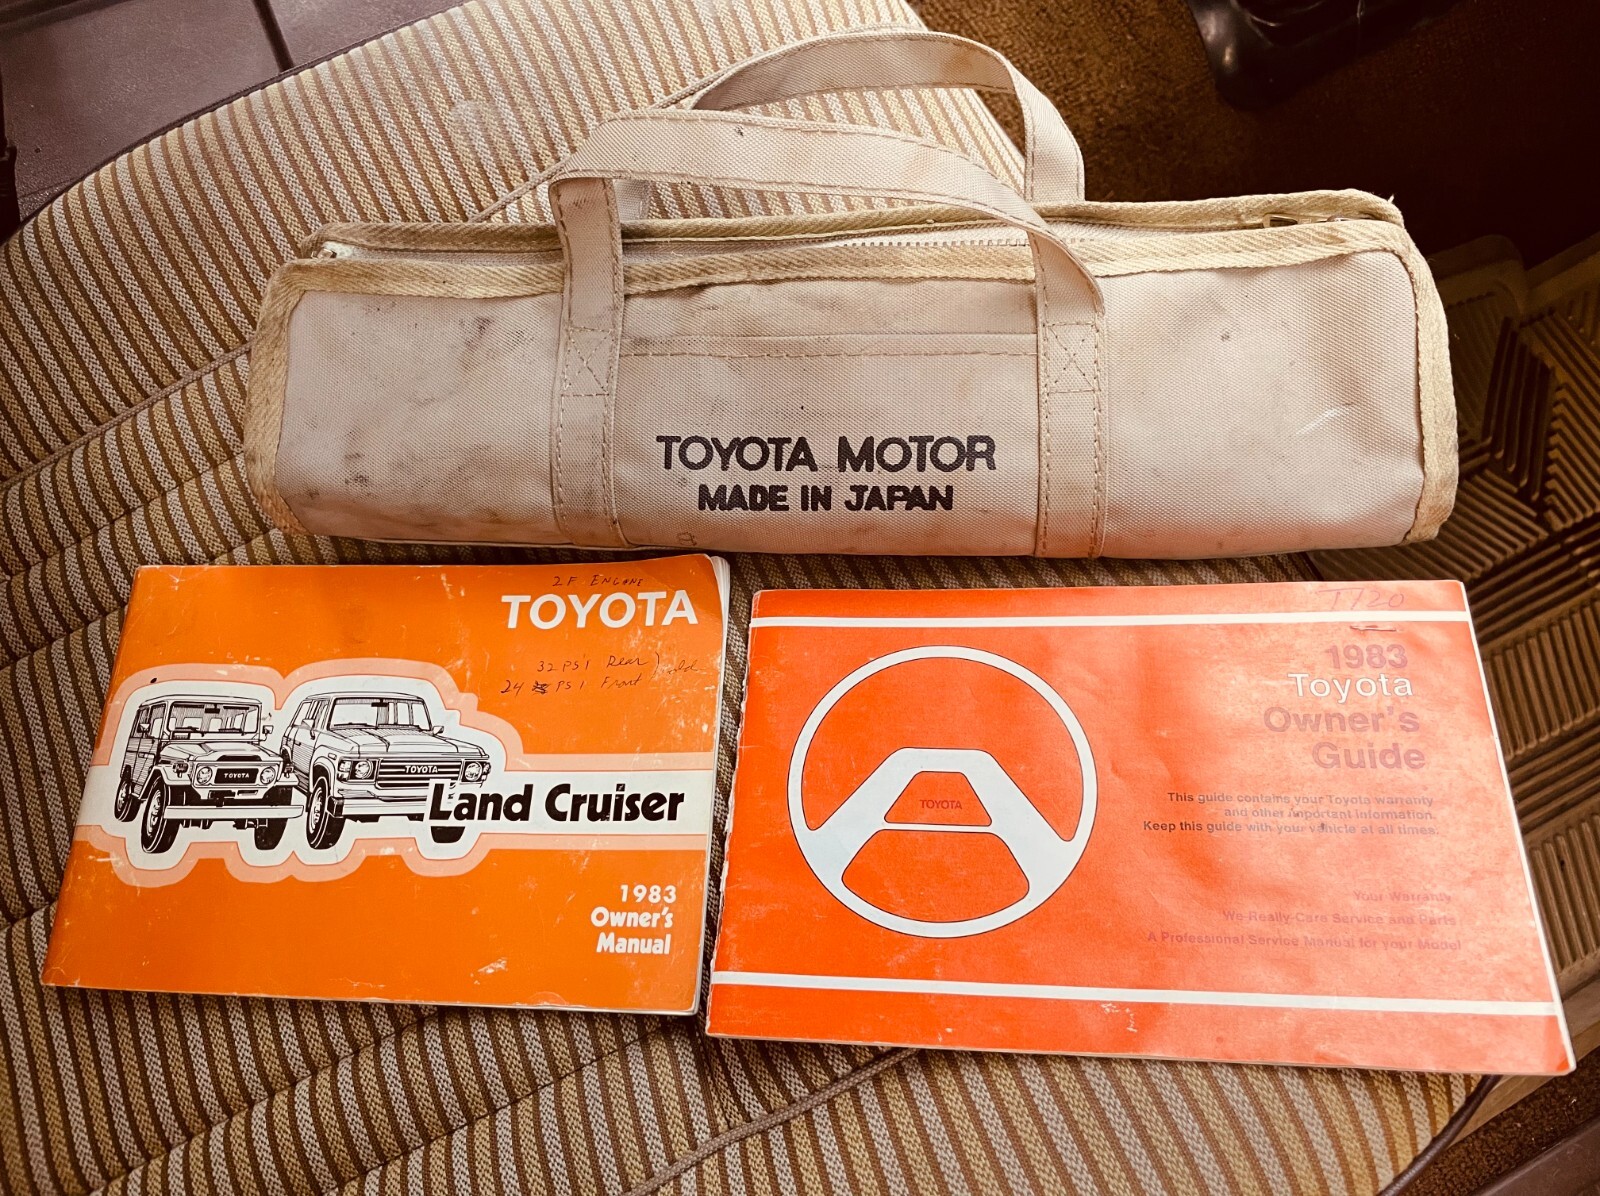 TOYOTA MOTOR
MADE IN JAPAN
2F ENGINE
TOYOTA
32 PSI Rear
24 PSI Front
TOYOTA
TOYOTA
Land Cruiser
1983
Owner's
Manual
1983
Toyota
Owner's
Guide
TOYOTA
This guide contains your Toyota warranty
and other important information.
Keep this guide with your vehicle at all times.
Your Warranty
We-Really-Care Service and Parts
A Professional Service Manual for your Model